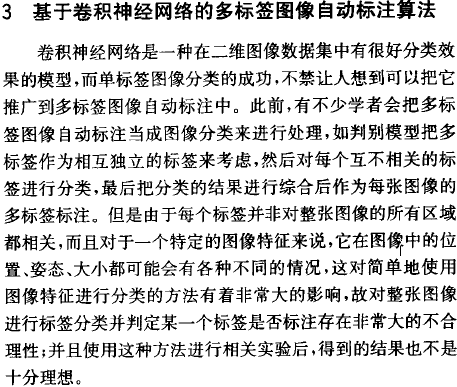 3 基于卷积神经网络的多标签图像自动标注算法
卷积神经网络是一种在二维图像数据集中有很好分类效
果的模型,而单标签图像分类的成功,不禁让人想到可以把它
推广到多标签图像自动标注中。此前,有不少学者会把多标
签图像自动标注当成图像分类来进行处理,如判别模型把多
标签作为相互独立的标签来考虑,然后对每个互不相关的标
签进行分类,最后把分类的结果进行综合后作为每张图像的
多标签标注。但是由于每个标签并非对整张图像的所有区域
都相关,而且对于一个特定的图像特征来说,它在图像中的位
置、姿态、大小都可能会有各种不同的情况,这对简单地使用
图像特征进行分类的方法有着非常大的影响,故对整张图像
进行标签分类并判定某一个标签是否标注存在非常大的不合
理性;并且使用这种方法进行相关实验后,得到的结果也不是
十分理想。